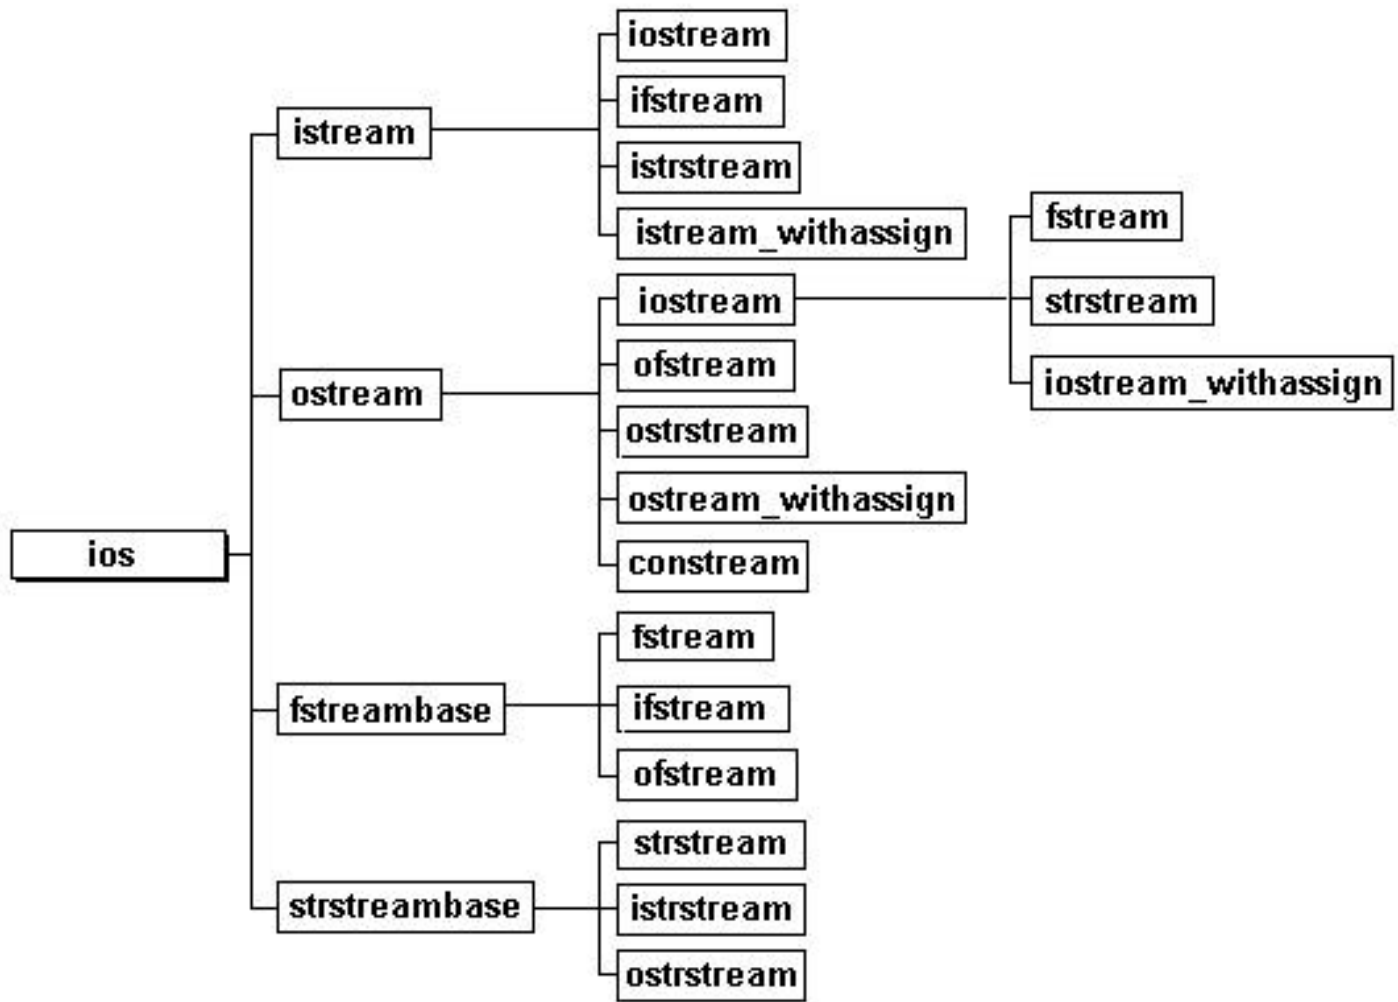 ios
istream
iostream
ifstream
istrstream
istream_withassign
ostream
iostream
fstream
strstream
iostream_withassign
ofstream
ostrstream
ostream_withassign
constream
fstreambase
fstream
ifstream
ofstream
strstreambase
strstream
istrstream
ostrstream